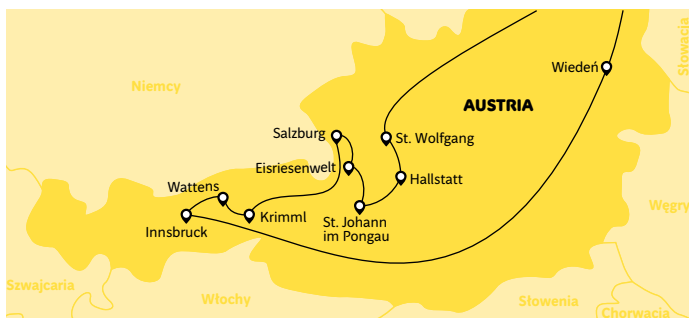 Słowacja
Wiedeń
Niemcy
AUSTRIA
Salzburg
St. Wolfgang
Eisriesenwelt
Hallstatt
Wattens
Krimml
St. Johann
im Pongau
Innsbruck
Węgry
Szwajcaria
Włochy
Słowenia
Chorwacja